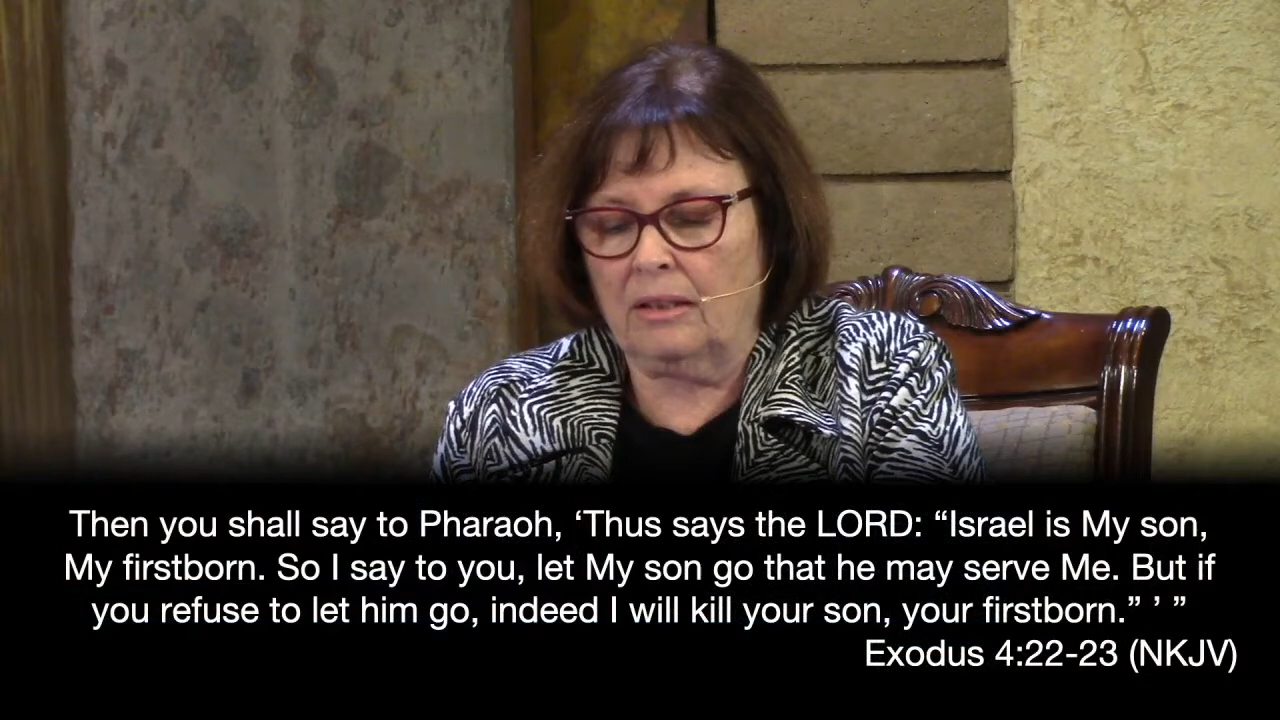 Then you shall say to Pharaoh, ‘Thus says the LORD: “Israel is My son,
My firstborn. So I say to you, let My son go that he may serve Me. But if
you refuse to let him go, indeed I will kill your son, your firstborn.” ’ ”
Exodus 4:22-23 (NKJV)